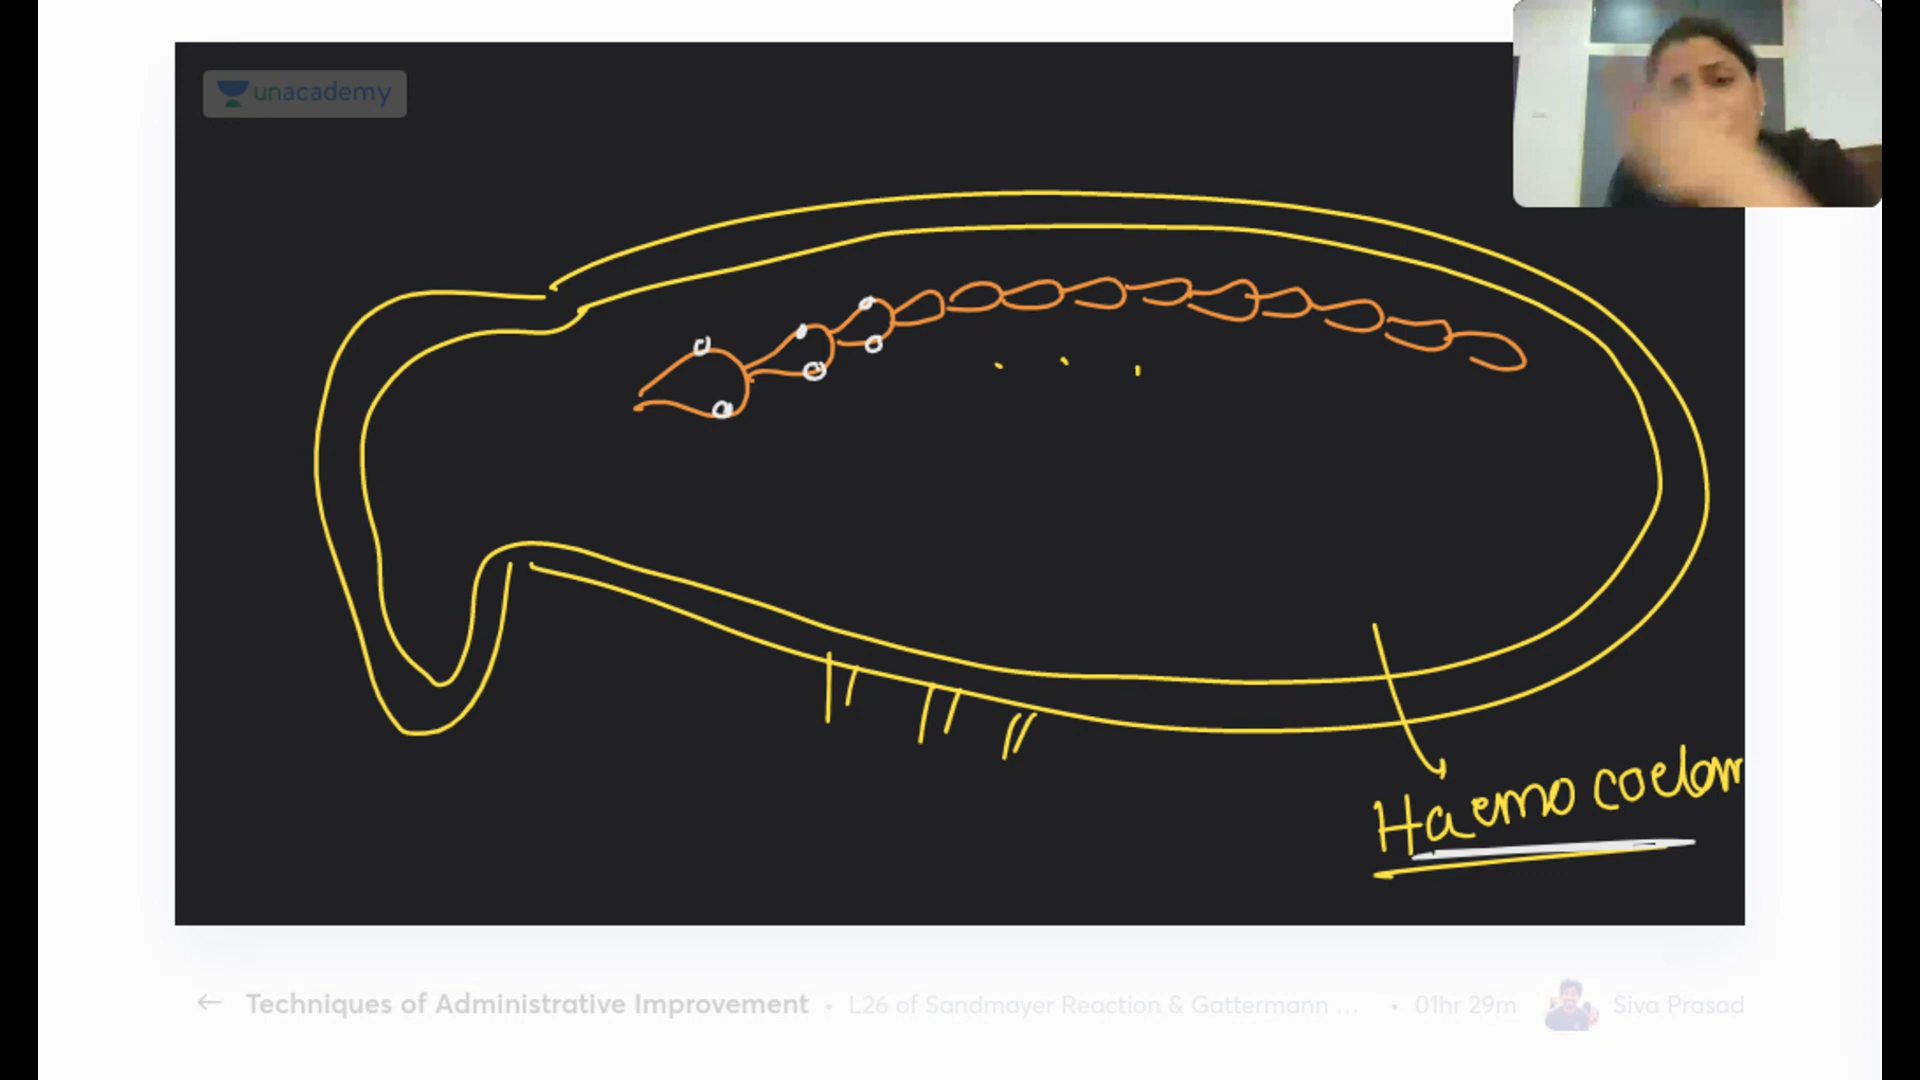 unacademy
Haemo coelom
Techniques of Administrative Improvement • L26 of Sandmayer Reaction & Gattermann ... • 01hr 29m Siva Prasad